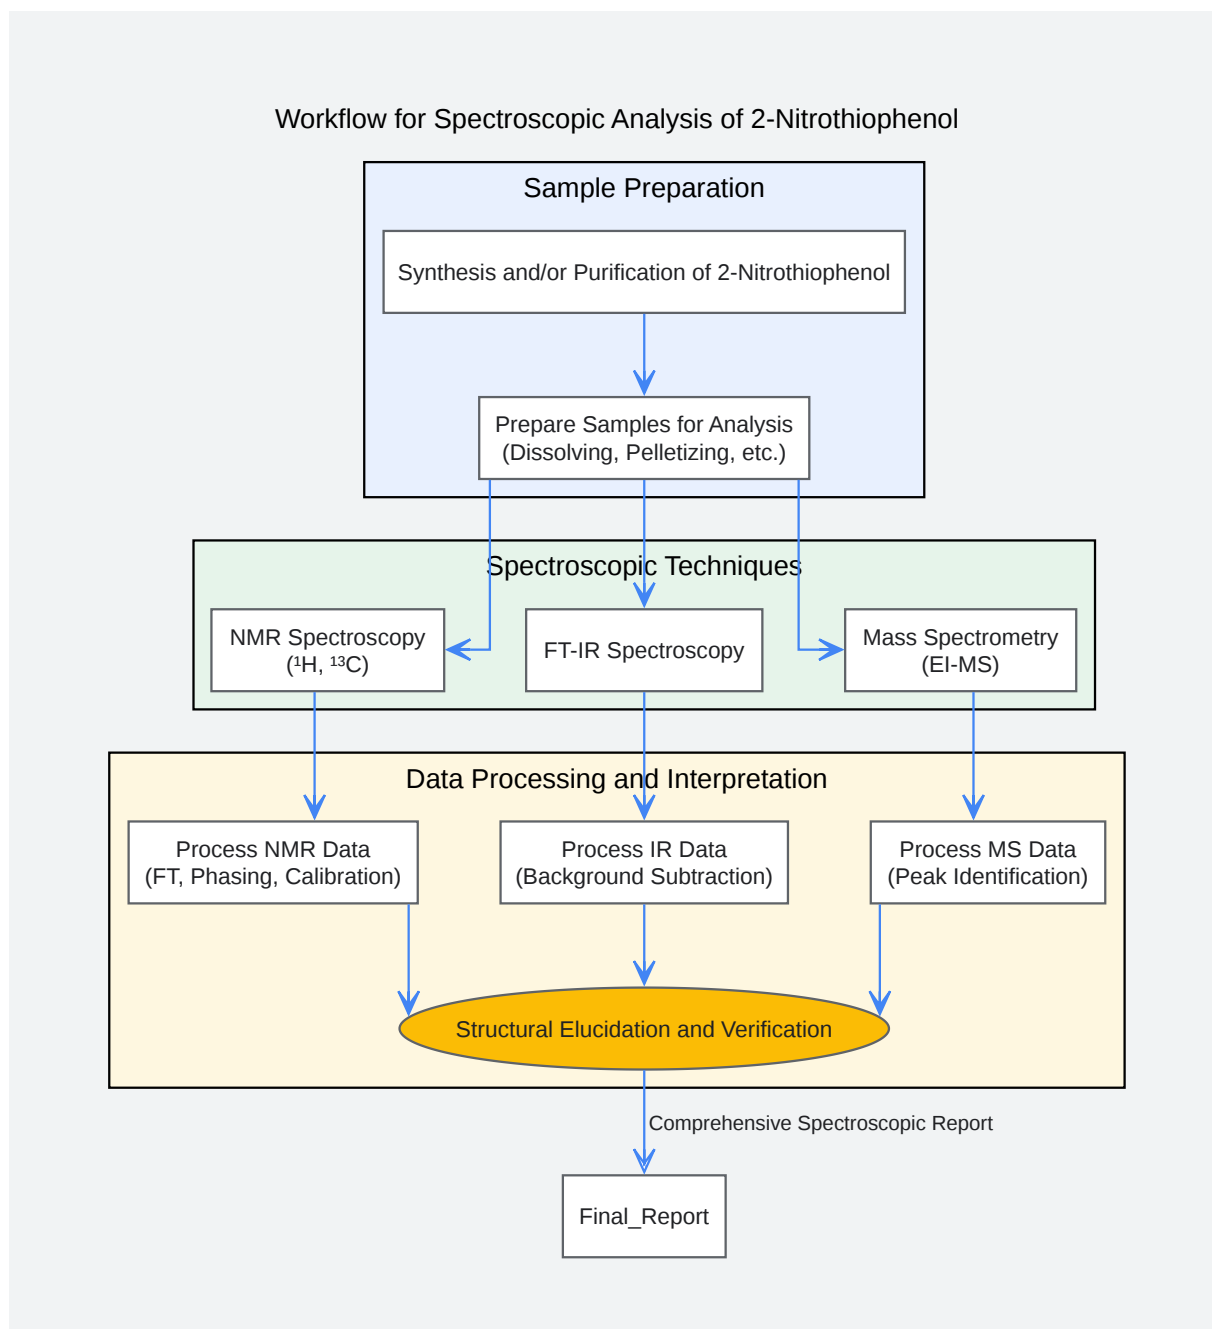 Workflow for Spectroscopic Analysis of 2-Nitrothiophenol
Sample Preparation
Synthesis and/or Purification of 2-Nitrothiophenol
Prepare Samples for Analysis
(Dissolving, Pelletizing, etc.)
Spectroscopic Techniques
NMR Spectroscopy
(¹H, ¹³C)
FT-IR Spectroscopy
Mass Spectrometry
(EI-MS)
Data Processing and Interpretation
Process NMR Data
(FT, Phasing, Calibration)
Process IR Data
(Background Subtraction)
Process MS Data
(Peak Identification)
Structural Elucidation and Verification
Comprehensive Spectroscopic Report
Final_Report